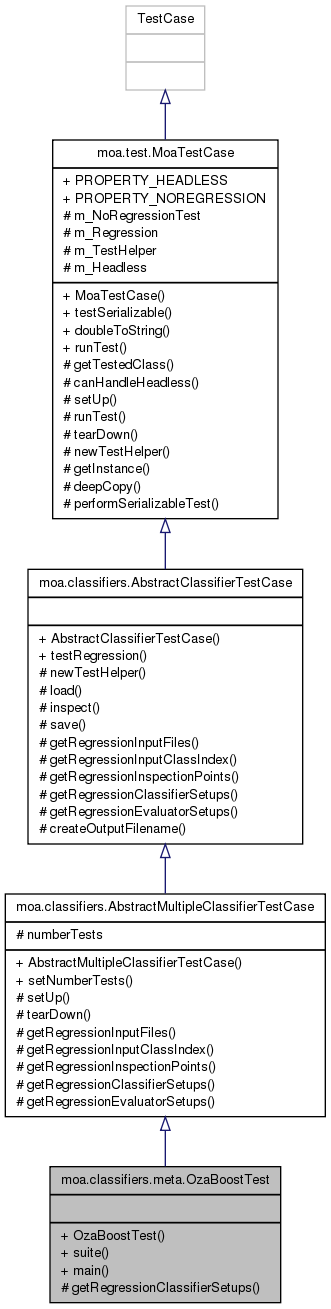 TestCase
moa.test.MoaTestCase
+ PROPERTY_HEADLESS
+ PROPERTY_NOREGRESSION
# m_NoRegressionTest
# m_Regression
# m_TestHelper
# m_Headless
+ MoaTestCase()
+ testSerializable()
+ doubleToString()
+ runTest()
# getTestedClass()
# canHandleHeadless()
# setUp()
# runTest()
# tearDown()
# newTestHelper()
# getInstance()
# deepCopy()
# performSerializableTest()
moa.classifiers.AbstractClassifierTestCase
+ AbstractClassifierTestCase()
+ testRegression()
# newTestHelper()
# load()
# inspect()
# save()
# getRegressionInputFiles()
# getRegressionInputClassIndex()
# getRegressionInspectionPoints()
# getRegressionClassifierSetups()
# getRegressionEvaluatorSetups()
# createOutputFilename()
moa.classifiers.AbstractMultipleClassifierTestCase
# numberTests
+ AbstractMultipleClassifierTestCase()
+ setNumberTests()
# setUp()
# tearDown()
# getRegressionInputFiles()
# getRegressionInputClassIndex()
# getRegressionInspectionPoints()
# getRegressionClassifierSetups()
# getRegressionEvaluatorSetups()
moa.classifiers.meta.OzaBoostTest
+ OzaBoostTest()
+ suite()
+ main()
# getRegressionClassifierSetups()